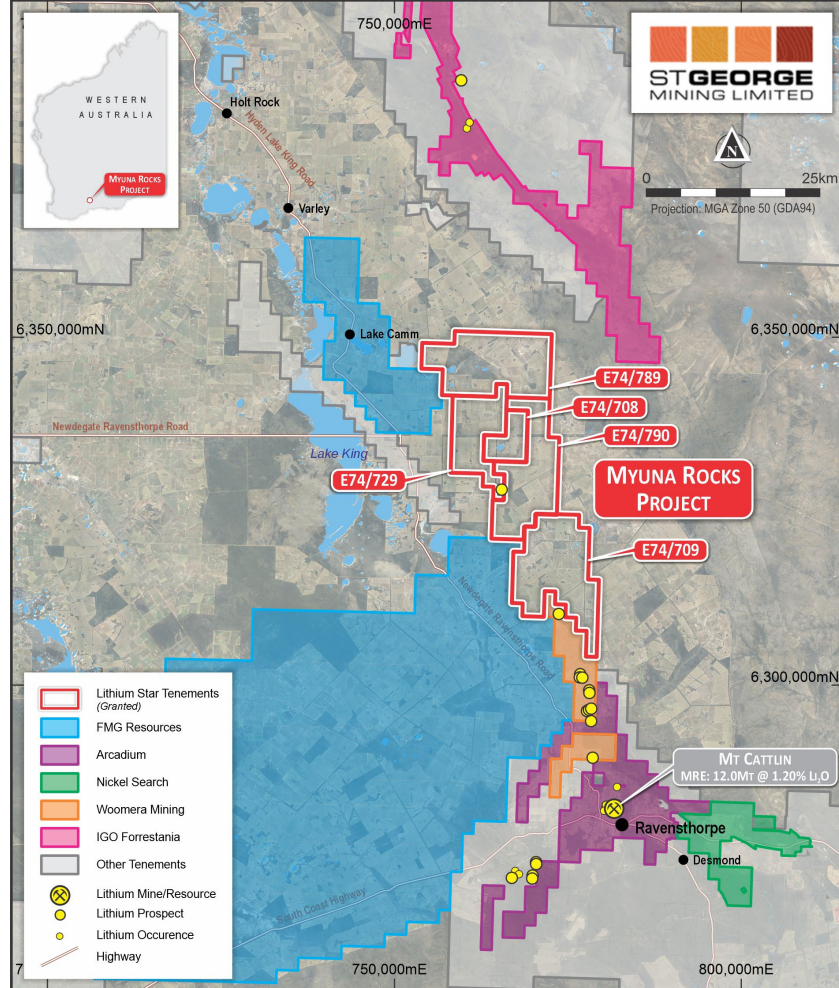 750,000mE
WESTERN
AUSTRALIA
MYUNA ROCKS
PROJECT
ST GEORGE
MINING LIMITED
N
0 25km
Projection: MGA Zone 50 (GDA94)
Holt Rock
Hyden Lake King Road
Varley
6,350,000mN
6,350,000mN
Lake Camm
E74/789
E74/708
E74/790
Newdegate Ravensthorpe Road
Lake King
E74/729
MYUNA ROCKS
PROJECT
E74/709
Newdegate Ravensthorpe Road
6,300,000mN
MT CATTLIN
MRE: 12.0MT @ 1.20% LI₂O
Ravensthorpe
Desmond
South Coast Highway
Lithium Star Tenements
(Granted)
FMG Resources
Arcadium
Nickel Search
Woomera Mining
IGO Forrestania
Other Tenements
Lithium Mine/Resource
Lithium Prospect
Lithium Occurence
Highway
750,000mE
800,000mE